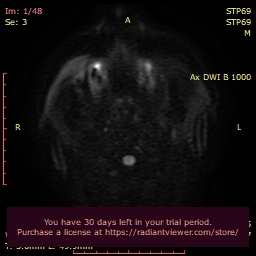 Im: 1/48
STP69
Se: 3
STP69
A
M
Ax DWI B 1000
R
L
You have 30 days left in your trial period.
Purchase a license at https://radiantviewer.com/store/